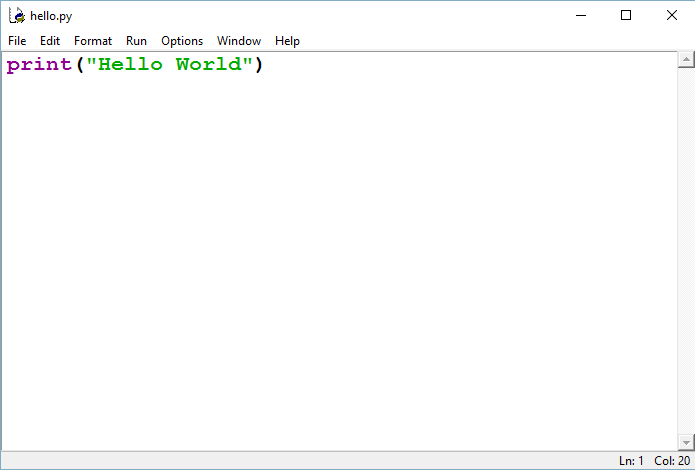 hello.py
File Edit Format Run Options Window Help
print("Hello World")
Ln: 1 Col: 20